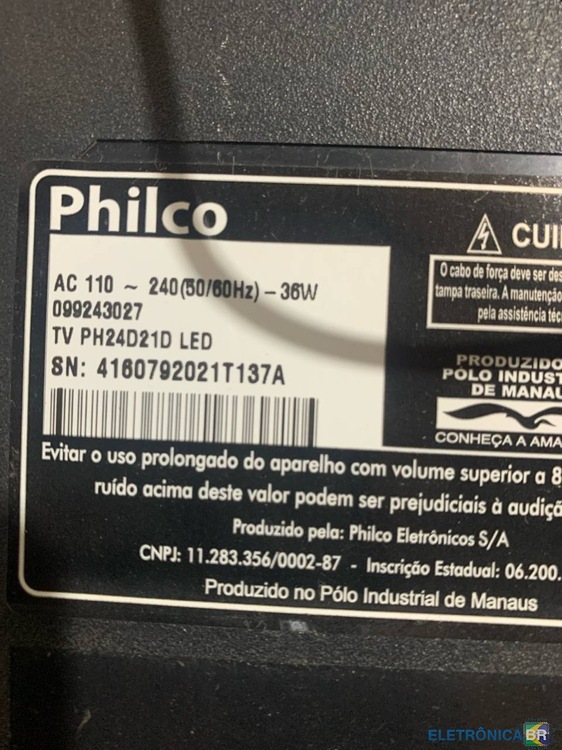 Philco
AC 110 ~ 240(50/60Hz) – 36W
099243027
TV PH24D21D LED
SN: 4160792021T137A
CUI
O cabo de força deve ser des
tampa traseira. A manutenção
pela assistência téc
PRODUZIDO
PÓLO INDUST
DE MANAU
CONHEÇA A AMA
Evitar o uso prolongado do aparelho com volume superior a 8
ruído acima deste valor podem ser prejudiciais à audiçã
Produzido pela: Philco Eletrônicos S/A
CNPJ: 11.283.356/0002-87 - Inscrição Estadual: 06.200.
Produzido no Pólo Industrial de Manaus
ELETRÔNICABR